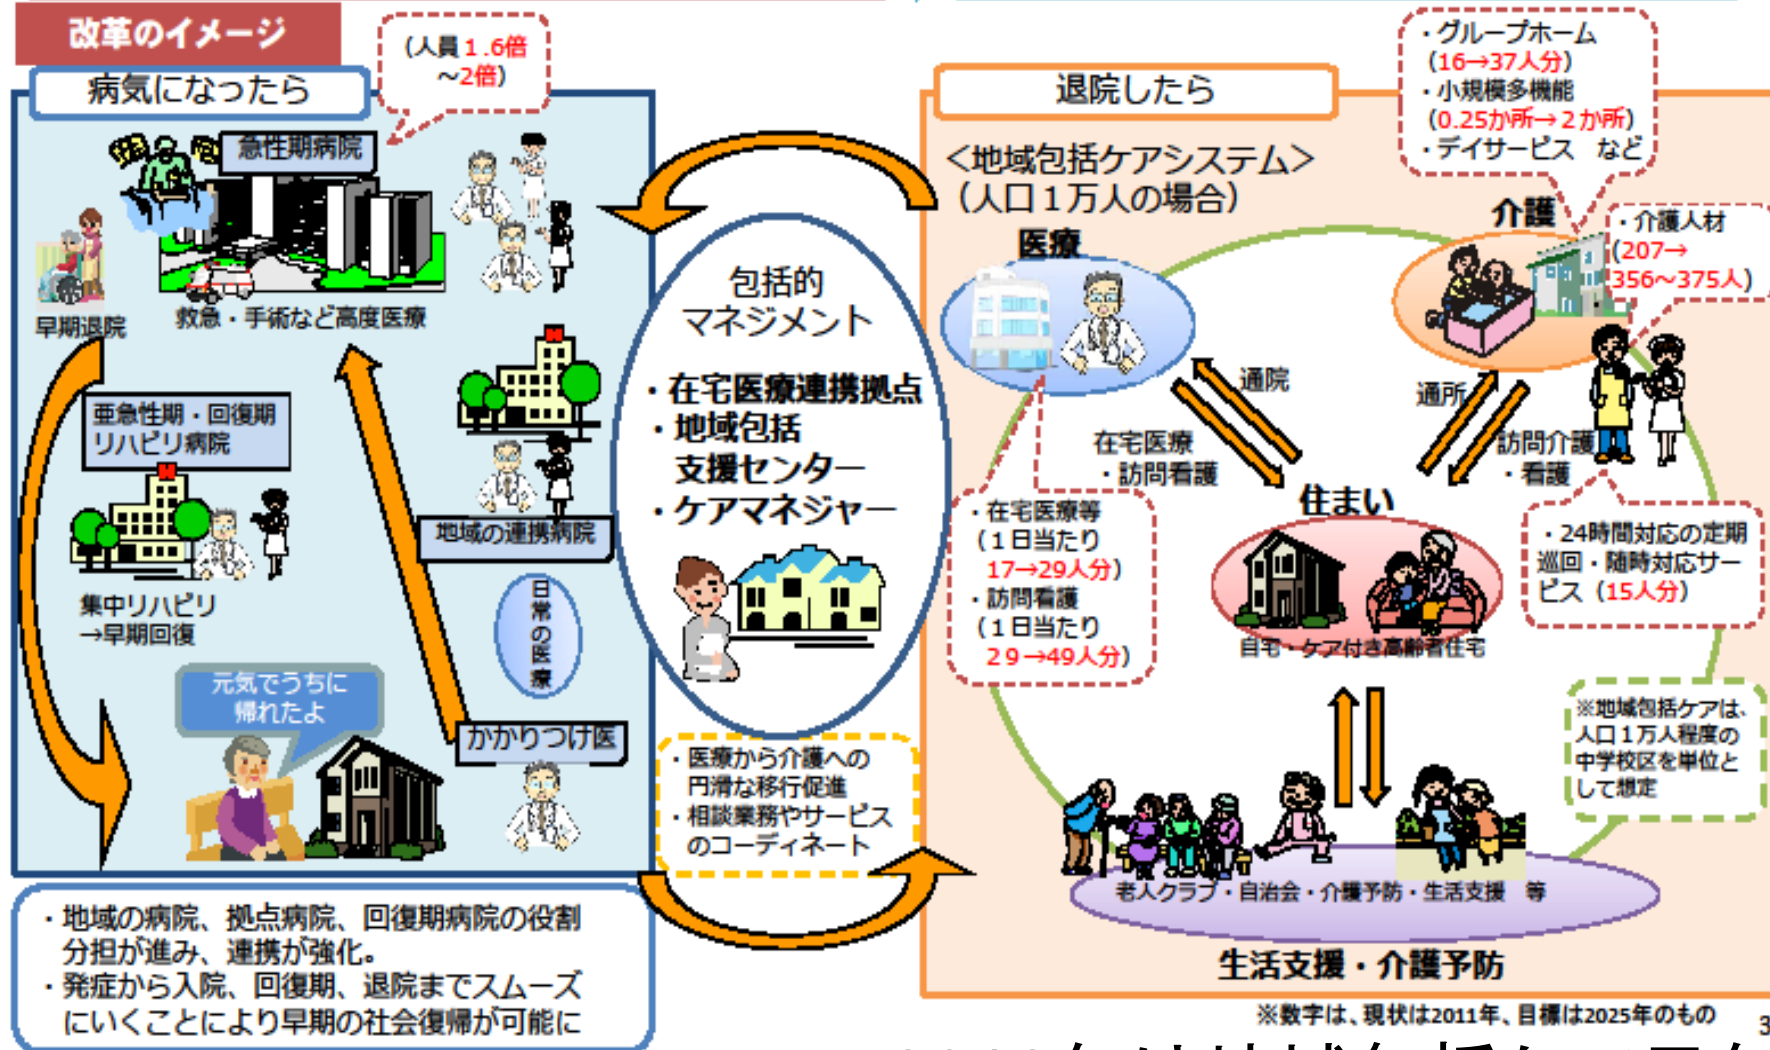 改革のイメージ
病気になったら
(人員1.6倍
~2倍)
急性期病院
救急・手術など高度医療
早期退院
亜急性期・回復期
リハビリ病院
集中リハビリ
→早期回復
地域の連携病院
日常の医療
元気でうちに
帰れたよ
かかりつけ医
・地域の病院、拠点病院、回復期病院の役割
分担が進み、連携が強化。
・発症から入院、回復期、退院までスムーズ
にいくことにより早期の社会復帰が可能に
包括的
マネジメント
・在宅医療連携拠点
・地域包括
支援センター
・ケアマネジャー
・医療から介護への
円滑な移行促進
・相談業務やサービス
のコーディネート
退院したら
<地域包括ケアシステム>
(人口1万人の場合)
・グループホーム
(16→37人分)
・小規模多機能
(0.25か所→2か所)
・デイサービス など
介護
・介護人材
(207→
356~375人)
医療
通院
在宅医療
・訪問看護
通所
訪問介護
・看護
・在宅医療等
(1日当たり
17→29人分)
・訪問看護
(1日当たり
29→49人分)
住まい
自宅・ケア付き高齢者住宅
・24時間対応の定期
巡回・随時対応サー
ビス(15人分)
※地域包括ケアは、
人口1万人程度の
中学校区を単位と
して想定
老人クラブ・自治会・介護予防・生活支援 等
生活支援・介護予防
※数字は、現状は2011年、目標は2025年のもの
3